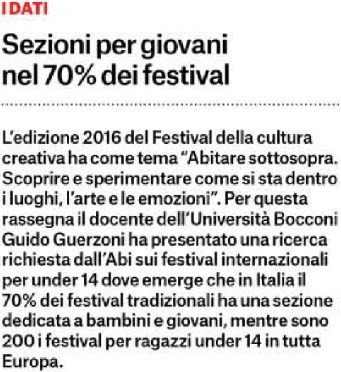 I DATI
Sezioni per giovani
nel 70% dei festival
L'edizione 2016 del Festival della cultura
creativa ha come tema "Abitare sottosopra.
Scoprire e sperimentare come si sta dentro
i luoghi, l'arte e le emozioni". Per questa
rassegna il docente dell'Università Bocconi
Guido Guerzoni ha presentato una ricerca
richiesta dall'Abi sui festival internazionali
per under 14 dove emerge che in Italia il
70% dei festival tradizionali ha una sezione
dedicata a bambini e giovani, mentre sono
200 i festival per ragazzi under 14 in tutta
Europa.